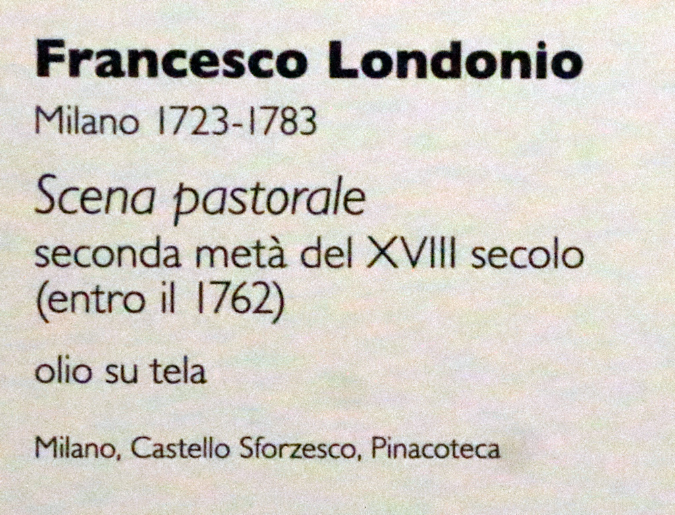 Francesco Londonio
Milano 1723-1783
Scena pastorale
seconda metà del XVIII secolo
(entro il 1762)
olio su tela
Milano, Castello Sforzesco, Pinacoteca